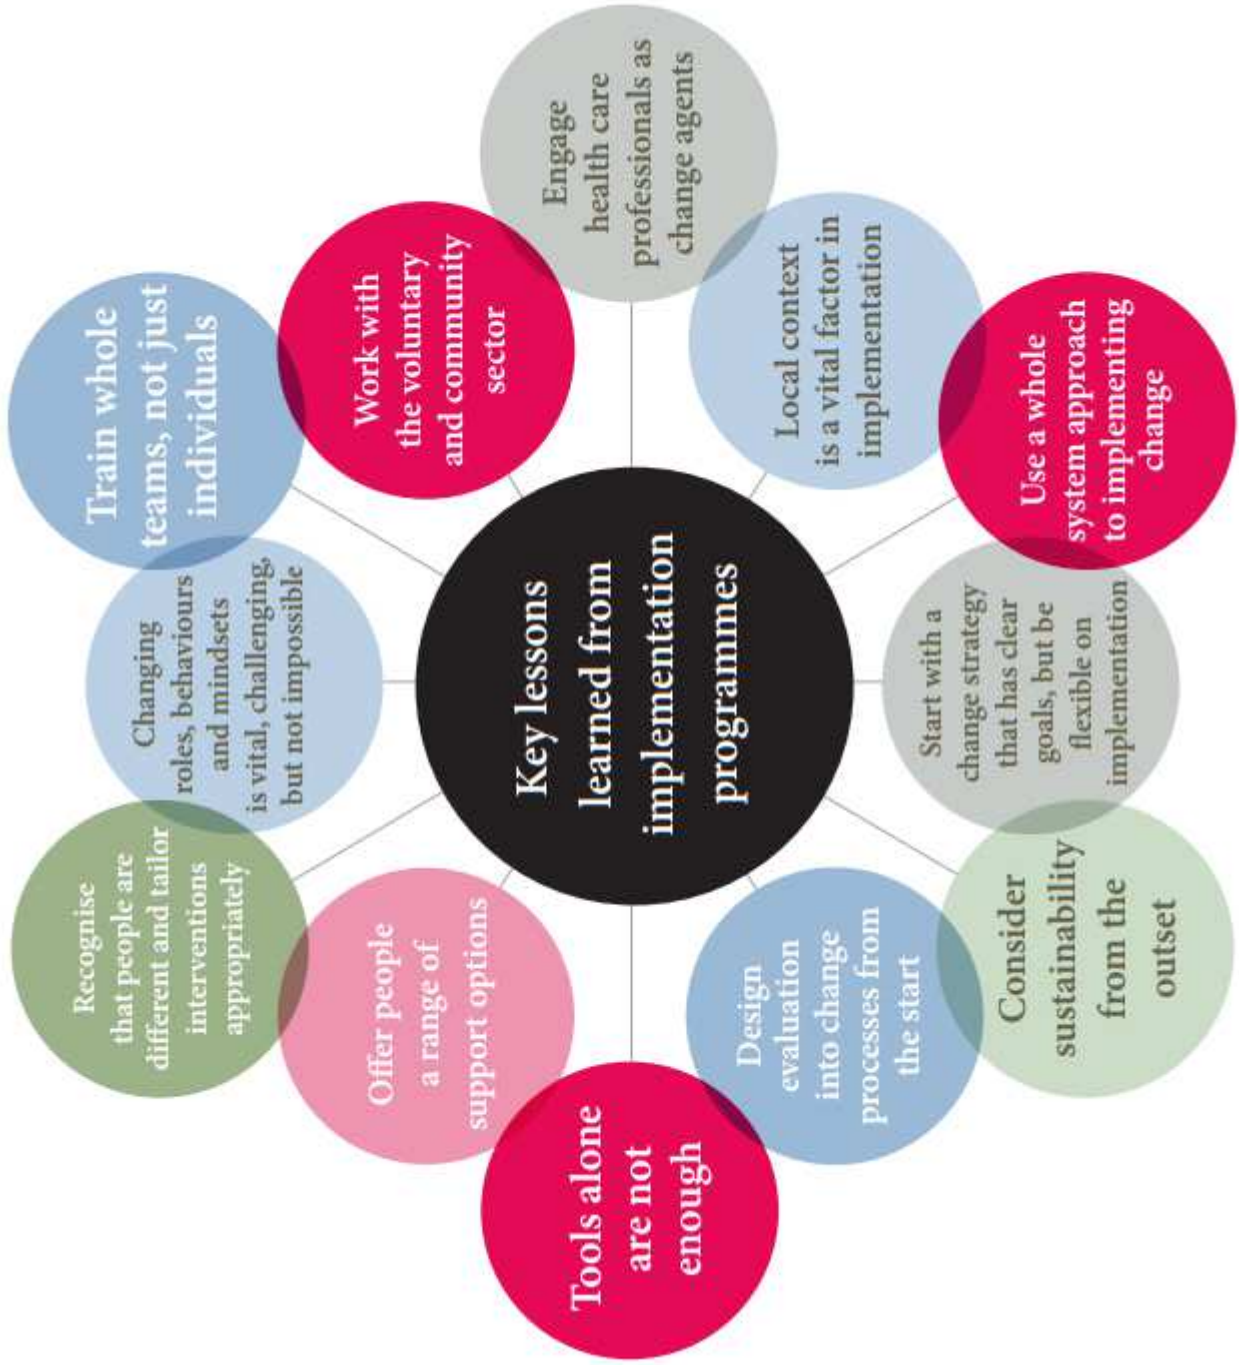 Key lessons
learned from
implementation
programmes
Changing
roles, behaviours
and mindsets
is vital, challenging,
but not impossible
Train whole
teams, not just
individuals
Work with
the voluntary
and community
sector
Engage
health care
professionals as
change agents
Local context
is a vital factor in
implementation
Use a whole
system approach
to implementing
change
Start with a
change strategy
that has clear
goals, but be
flexible on
implementation
Consider
sustainability
from the
outset
Design
evaluation
into change
processes from
the start
Tools alone
are not
enough
Offer people
a range of
support options
Recognise
that people are
different and tailor
interventions
appropriately